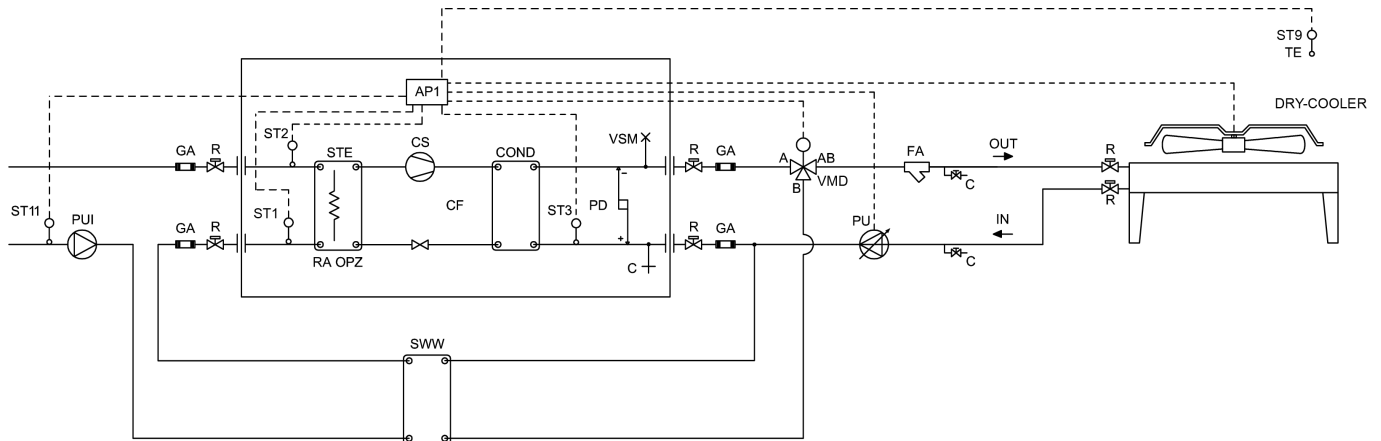 ST9
TE
AP1
DRY-COOLER
ST2
CS
VSM
GA
R
STE
COND
R
GA
A
AB
VMD
B
FA
OUT
R
C
R
ST11
PUI
GA
R
ST1
CF
ST3
PD
−
+
R
GA
PU
IN
C
RA OPZ
C
SWW